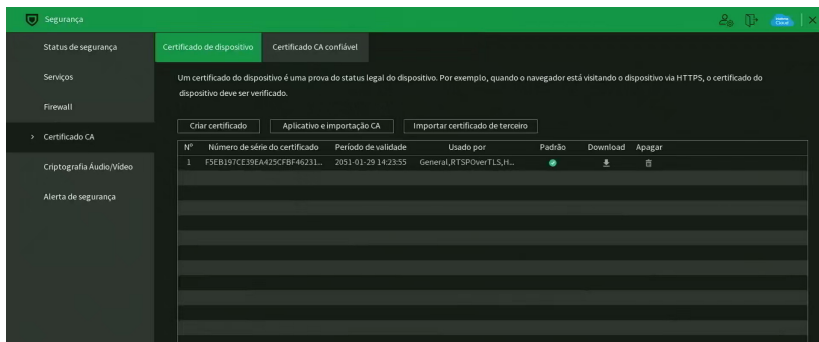 Segurança
Status de segurança
Serviços
Firewall
> Certificado CA
Criptografia Áudio/Vídeo
Alerta de segurança
Certificado de dispositivo
Certificado CA confiável
Um certificado do dispositivo é uma prova do status legal do dispositivo. Por exemplo, quando o navegador está visitando o dispositivo via HTTPS, o certificado do
dispositivo deve ser verificado.
Criar certificado
Aplicativo e importação CA
Importar certificado de terceiro
Nº Número de série do certificado Período de validade Usado por Padrão Download Apagar
1 F5EB197CE39EA425CFBF46231... 2051-01-29 14:23:55 General,RTSPOverTLS,H...